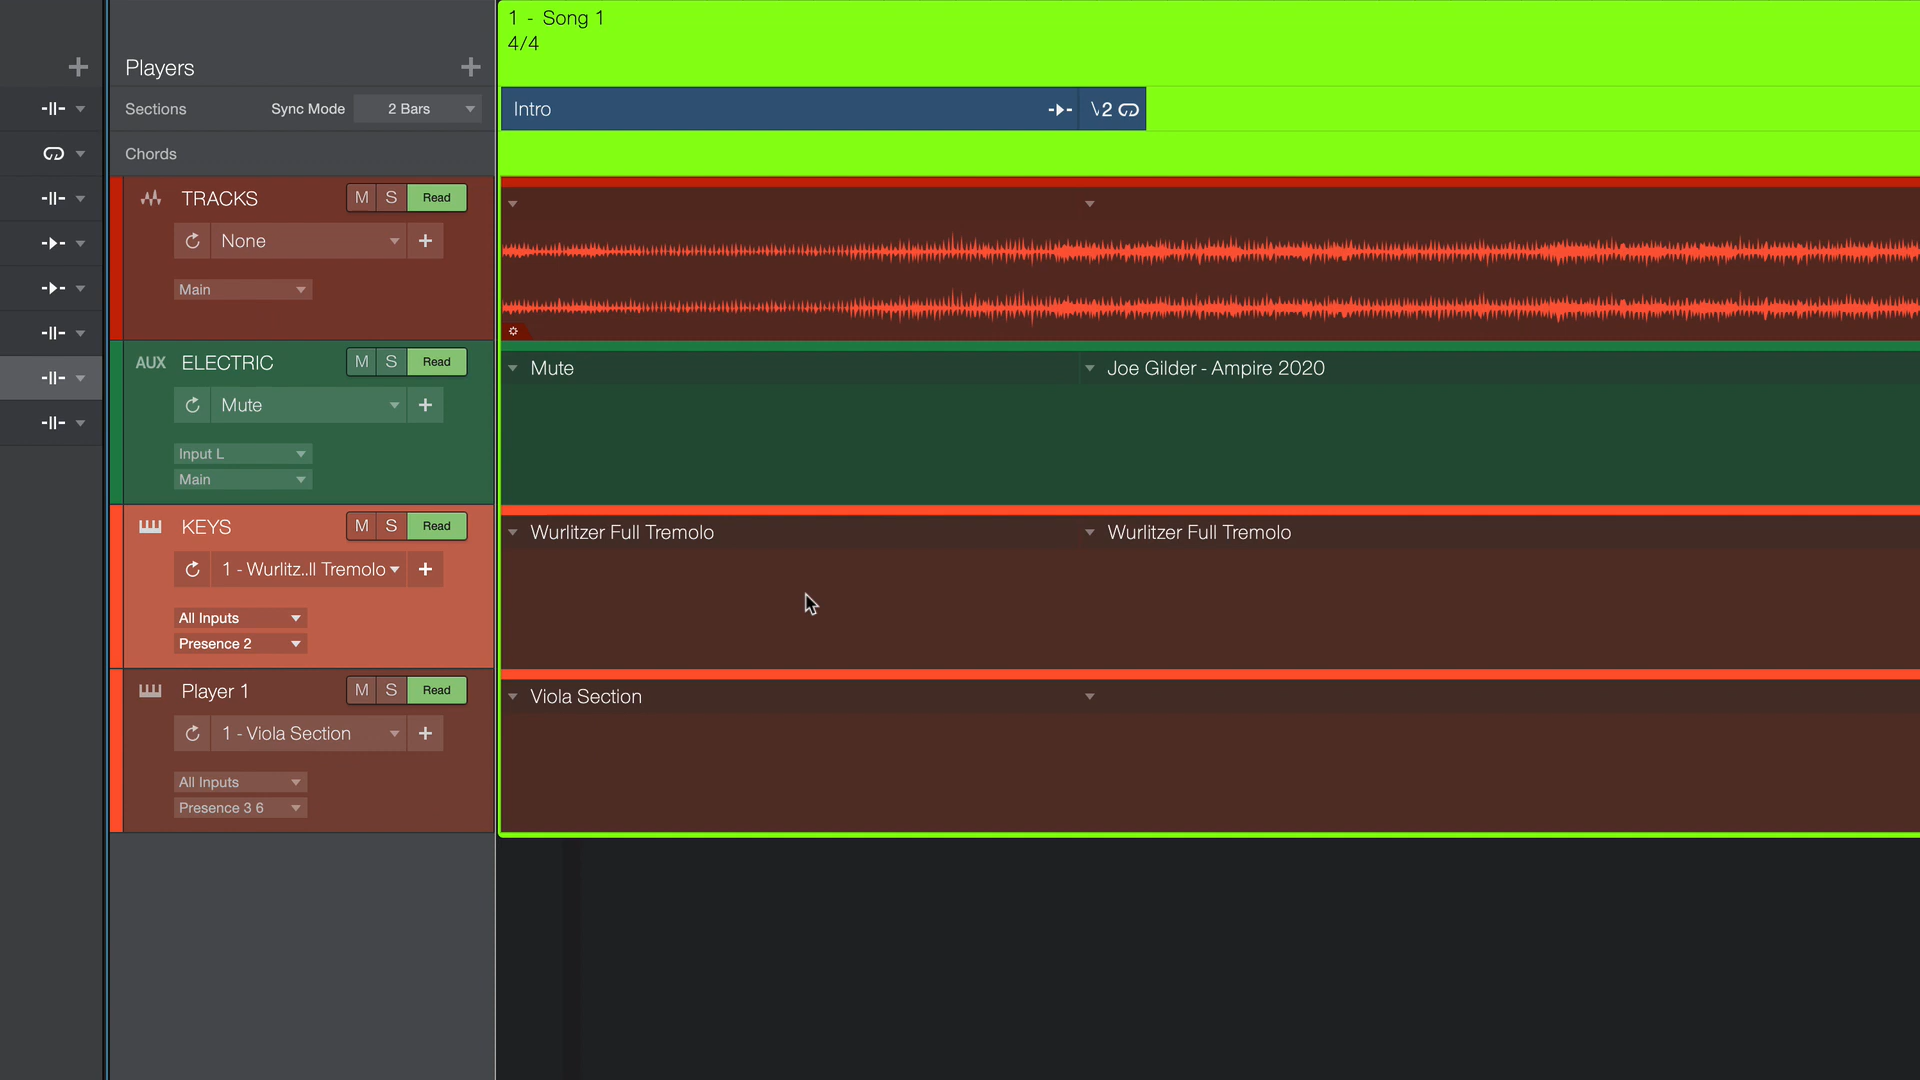 1 - Song 1
4/4
Players
Sections Sync Mode 2 Bars
Intro
2
Chords
TRACKS M S Read
None
Main
AUX ELECTRIC M S Read
Mute
Input L
Main
Mute
Joe Gilder - Ampire 2020
KEYS M S Read
1 - Wurlitz..ll Tremolo
All Inputs
Presence 2
Wurlitzer Full Tremolo
Wurlitzer Full Tremolo
Player 1 M S Read
1 - Viola Section
All Inputs
Presence 3 6
Viola Section